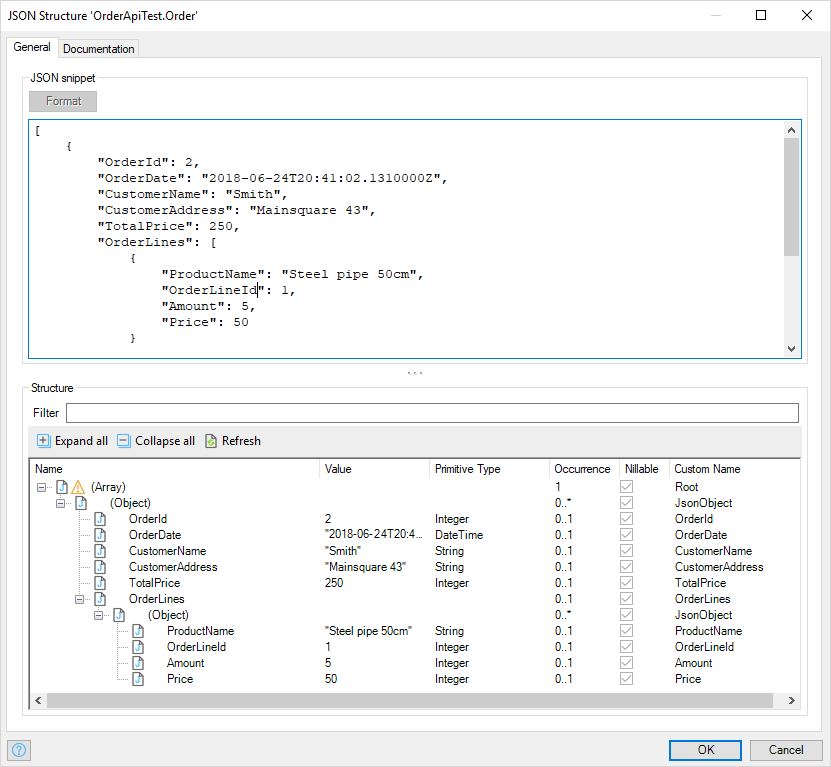 JSON Structure 'OrderApiTest.Order'
General Documentation
JSON snippet
Format
[
{
"OrderId": 2,
"OrderDate": "2018-06-24T20:41:02.1310000Z",
"CustomerName": "Smith",
"CustomerAddress": "Mainsquare 43",
"TotalPrice": 250,
"OrderLines": [
{
"ProductName": "Steel pipe 50cm",
"OrderLineId": 1,
"Amount": 5,
"Price": 50
}
Structure
Filter
Expand all Collapse all Refresh
Name Value Primitive Type Occurrence Nillable Custom Name
(Array) 1 Root
(Object) 0..* JsonObject
OrderId 2 Integer 0..1 OrderId
OrderDate "2018-06-24T20:4... DateTime 0..1 OrderDate
CustomerName "Smith" String 0..1 CustomerName
CustomerAddress "Mainsquare 43" String 0..1 CustomerAddress
TotalPrice 250 Integer 0..1 TotalPrice
OrderLines 0..1 OrderLines
(Object) 0..* JsonObject
ProductName "Steel pipe 50cm" String 0..1 ProductName
OrderLineId 1 Integer 0..1 OrderLineId
Amount 5 Integer 0..1 Amount
Price 50 Integer 0..1 Price
? OK Cancel